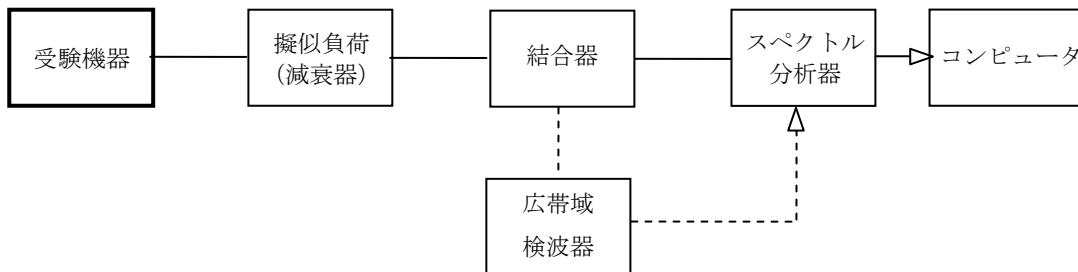 受験機器
擬似負荷
(減衰器)
結合器
スペクトル
分析器
コンピュータ
広帯域
検波器